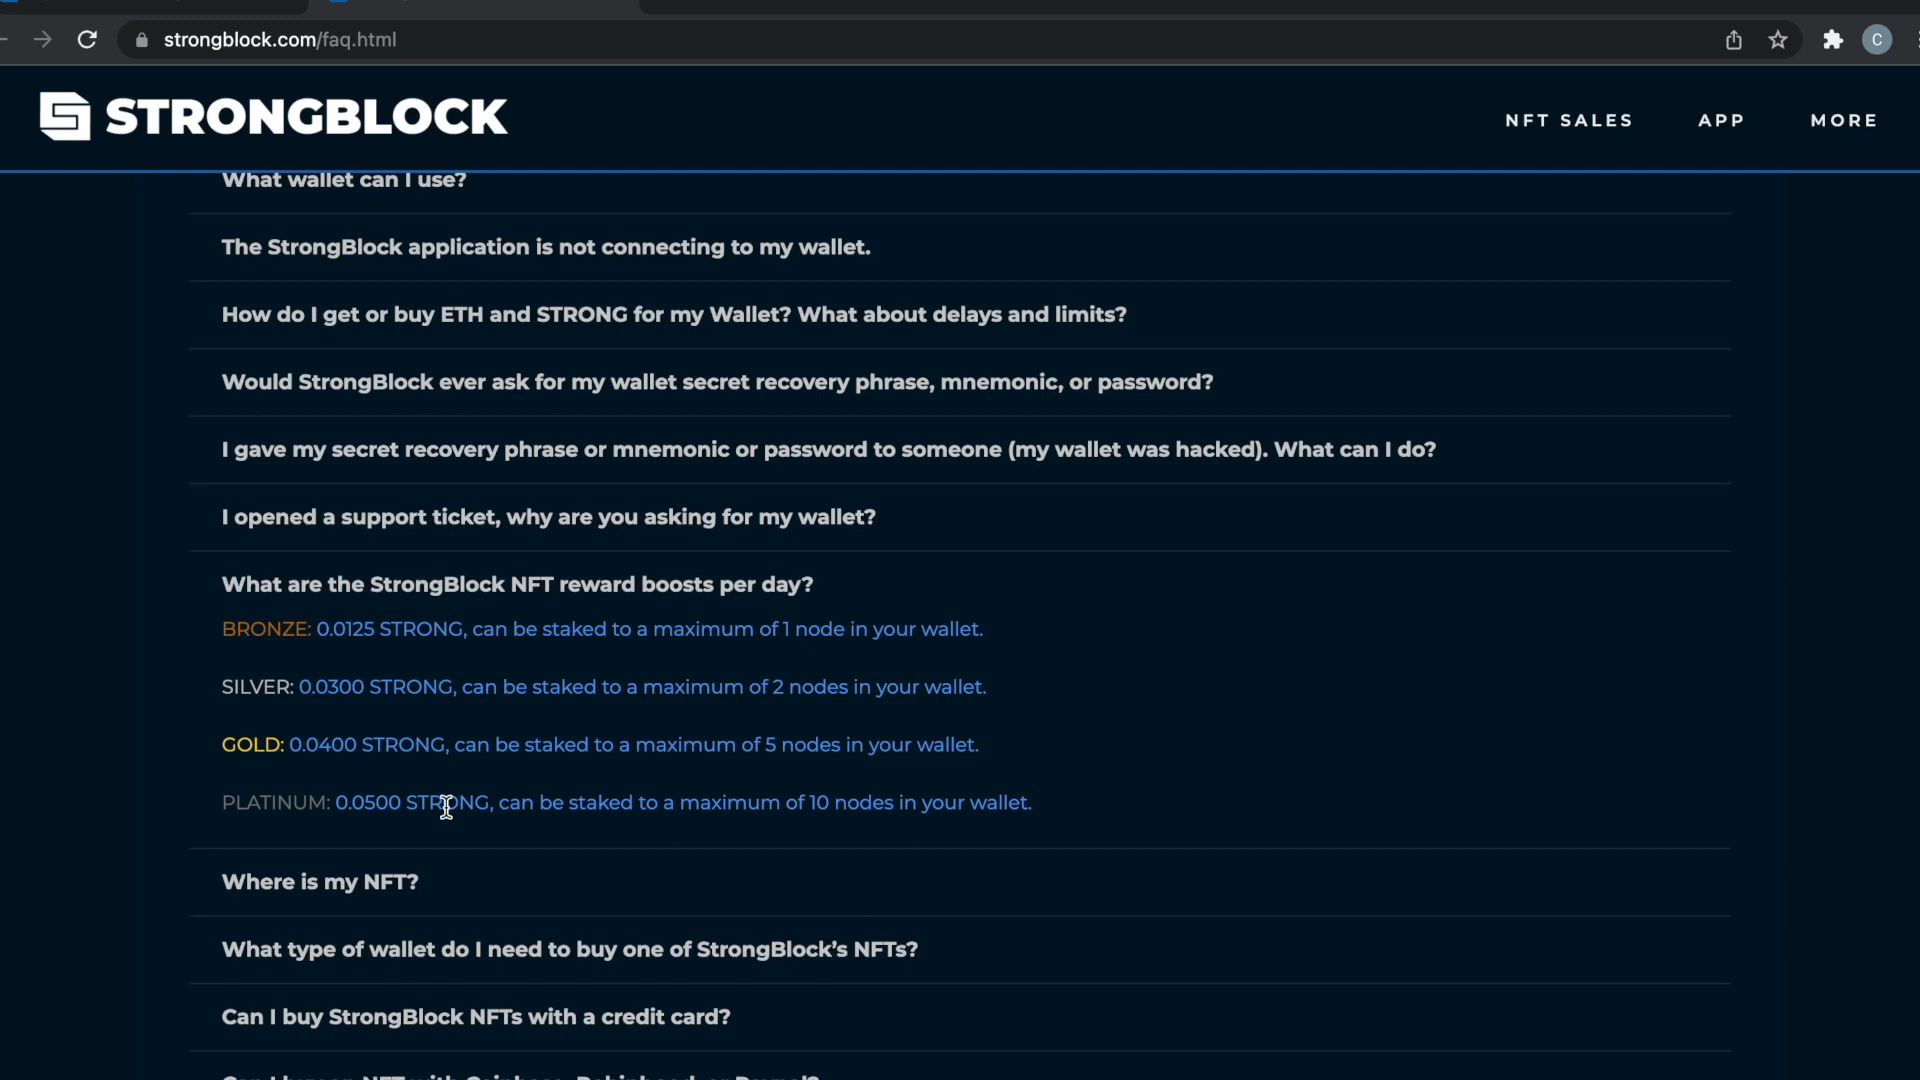 strongblock.com/faq.html
C
STRONGBLOCK
NFT SALES
APP
MORE
What wallet can I use?
The StrongBlock application is not connecting to my wallet.
How do I get or buy ETH and STRONG for my Wallet? What about delays and limits?
Would StrongBlock ever ask for my wallet secret recovery phrase, mnemonic, or password?
I gave my secret recovery phrase or mnemonic or password to someone (my wallet was hacked). What can I do?
I opened a support ticket, why are you asking for my wallet?
What are the StrongBlock NFT reward boosts per day?
BRONZE: 0.0125 STRONG, can be staked to a maximum of 1 node in your wallet.
SILVER: 0.0300 STRONG, can be staked to a maximum of 2 nodes in your wallet.
GOLD: 0.0400 STRONG, can be staked to a maximum of 5 nodes in your wallet.
PLATINUM: 0.0500 STRONG, can be staked to a maximum of 10 nodes in your wallet.
Where is my NFT?
What type of wallet do I need to buy one of StrongBlock's NFTs?
Can I buy StrongBlock NFTs with a credit card?